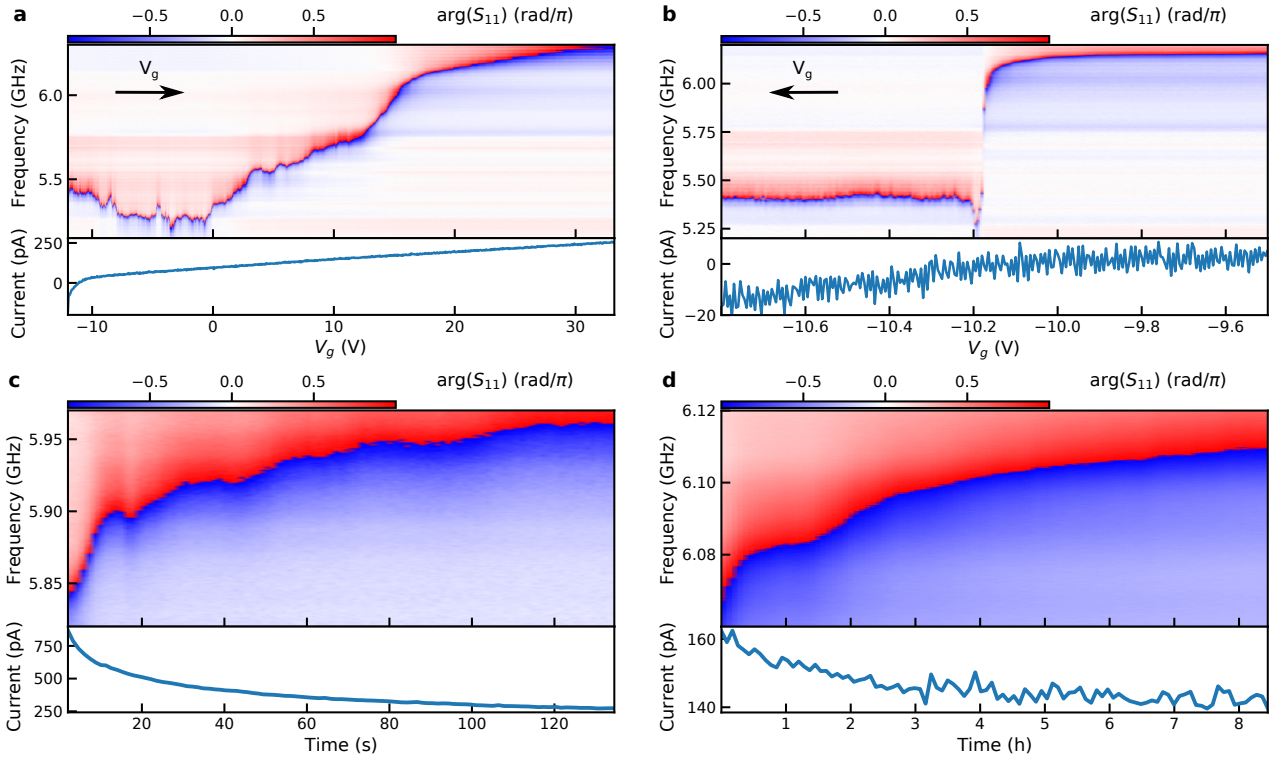 a
−0.5 0.0 0.5 arg(S11) (rad/π)
Frequency (GHz)
6.0
5.5
Vg
Current (pA)
250
0
−10 0 10 20 30
Vg (V)
b
−0.5 0.0 0.5 arg(S11) (rad/π)
Frequency (GHz)
6.00
5.75
5.50
5.25
Vg
Current (pA)
0
−20
−10.6 −10.4 −10.2 −10.0 −9.8 −9.6
Vg (V)
c
−0.5 0.0 0.5 arg(S11) (rad/π)
Frequency (GHz)
5.95
5.90
5.85
Current (pA)
750
500
250
20 40 60 80 100 120
Time (s)
d
−0.5 0.0 0.5 arg(S11) (rad/π)
Frequency (GHz)
6.12
6.10
6.08
Current (pA)
160
140
1 2 3 4 5 6 7 8
Time (h)